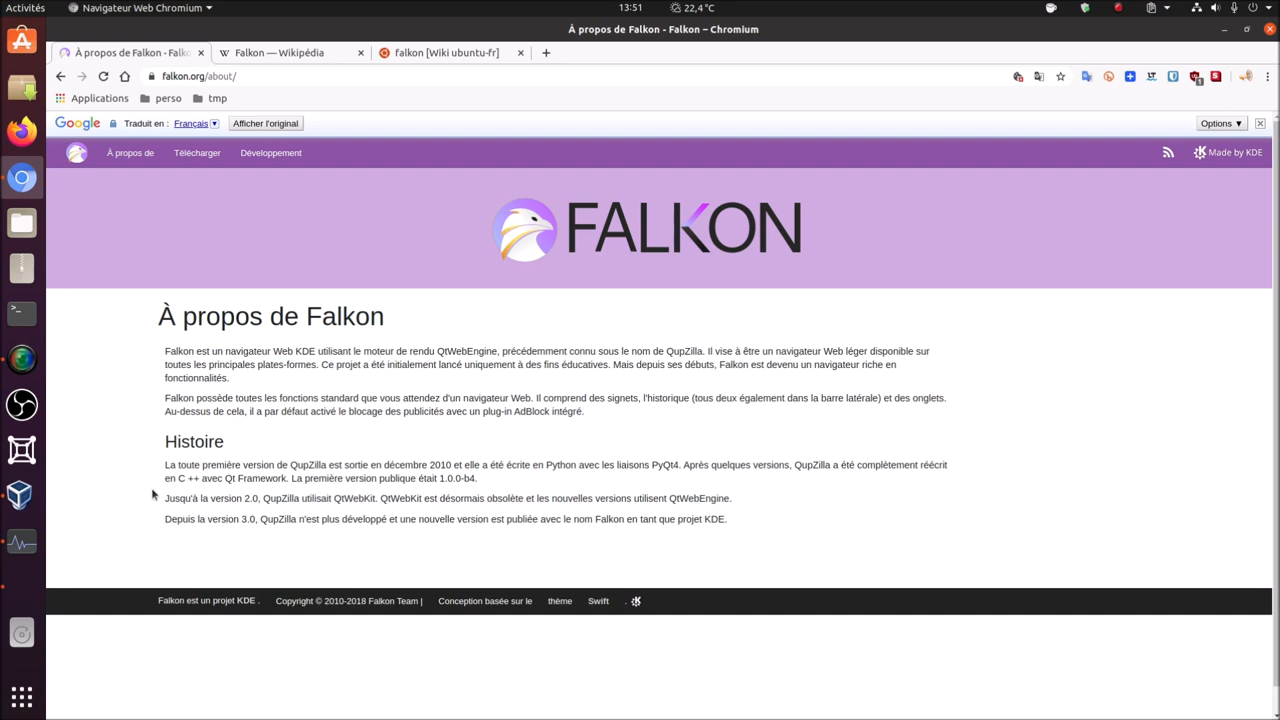 Activités Navigateur Web Chromium 13:51 22,4 °C
À propos de Falkon - Falkon – Chromium
À propos de Falkon - Falko Falkon — Wikipédia falkon [Wiki ubuntu-fr]
falkon.org/about/
Applications perso tmp
Google Traduit en : Français Afficher l'original Options ▼
À propos de Télécharger Développement Made by KDE
FALKON
À propos de Falkon
Falkon est un navigateur Web KDE utilisant le moteur de rendu QtWebEngine, précédemment connu sous le nom de QupZilla. Il vise à être un navigateur Web léger disponible sur
toutes les principales plates-formes. Ce projet a été initialement lancé uniquement à des fins éducatives. Mais depuis ses débuts, Falkon est devenu un navigateur riche en
fonctionnalités.
Falkon possède toutes les fonctions standard que vous attendez d'un navigateur Web. Il comprend des signets, l'historique (tous deux également dans la barre latérale) et des onglets.
Au-dessus de cela, il a par défaut activé le blocage des publicités avec un plug-in AdBlock intégré.
Histoire
La toute première version de QupZilla est sortie en décembre 2010 et elle a été écrite en Python avec les liaisons PyQt4. Après quelques versions, QupZilla a été complètement réécrit
en C ++ avec Qt Framework. La première version publique était 1.0.0-b4.
Jusqu'à la version 2.0, QupZilla utilisait QtWebKit. QtWebKit est désormais obsolète et les nouvelles versions utilisent QtWebEngine.
Depuis la version 3.0, QupZilla n'est plus développé et une nouvelle version est publiée avec le nom Falkon en tant que projet KDE.
Falkon est un projet KDE . Copyright © 2010-2018 Falkon Team | Conception basée sur le thème Swift .